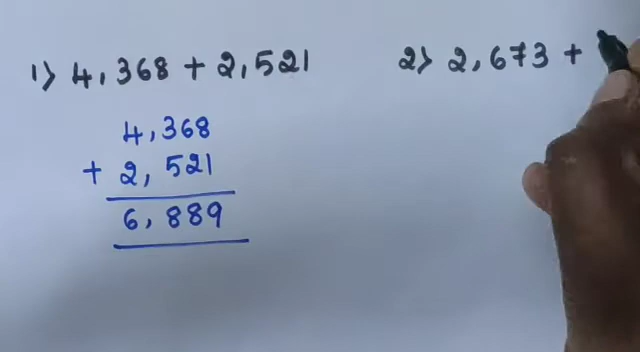 1) 4,368 + 2,521
4,368
+ 2,521
6,889
2) 2,673 +